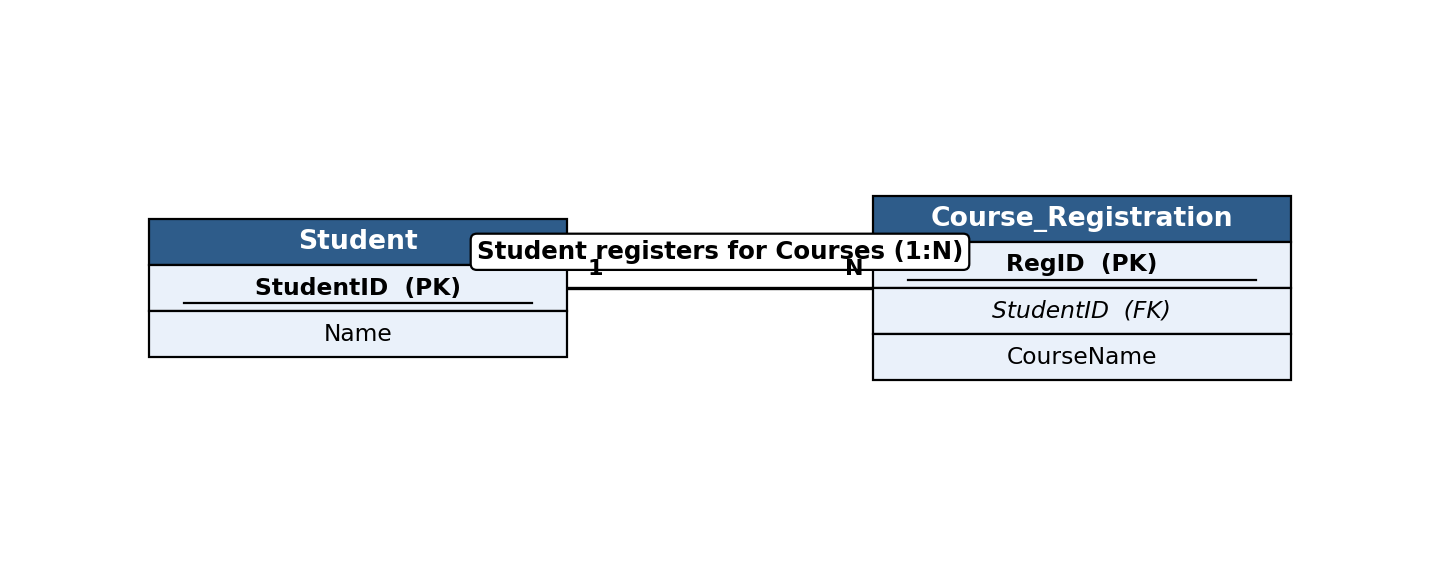 Student
StudentID  (PK)
Name
Student registers for Courses (1:N)
1
N
Course_Registration
RegID  (PK)
StudentID  (FK)
CourseName